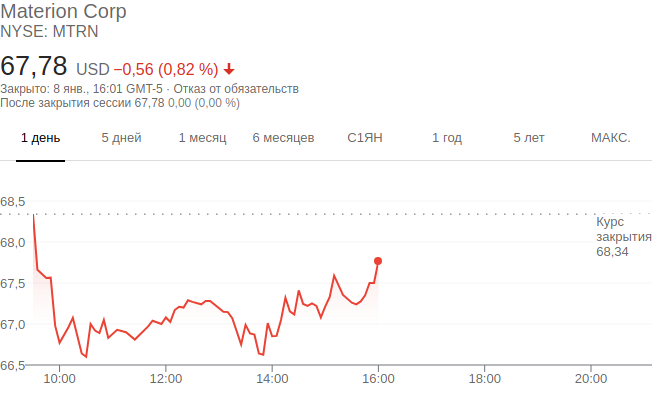 Materion Corp
NYSE: MTRN
67,78 USD −0,56 (0,82 %)
Закрыто: 8 янв., 16:01 GMT-5 · Отказ от обязательств
После закрытия сессии 67,78 0,00 (0,00 %)
1 день 5 дней 1 месяц 6 месяцев С1ЯН 1 год 5 лет МАКС.
68,5
Курс
закрытия
68,34
68,0
67,5
67,0
66,5
10:00 12:00 14:00 16:00 18:00 20:00